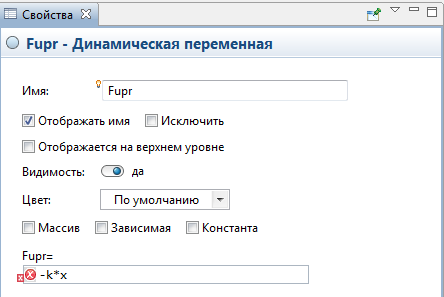 Свойства
Fupr - Динамическая переменная
Имя: Fupr
Отображать имя Исключить
Отображается на верхнем уровне
Видимость: да
Цвет: По умолчанию
Массив Зависимая Константа
Fupr=
-k*x